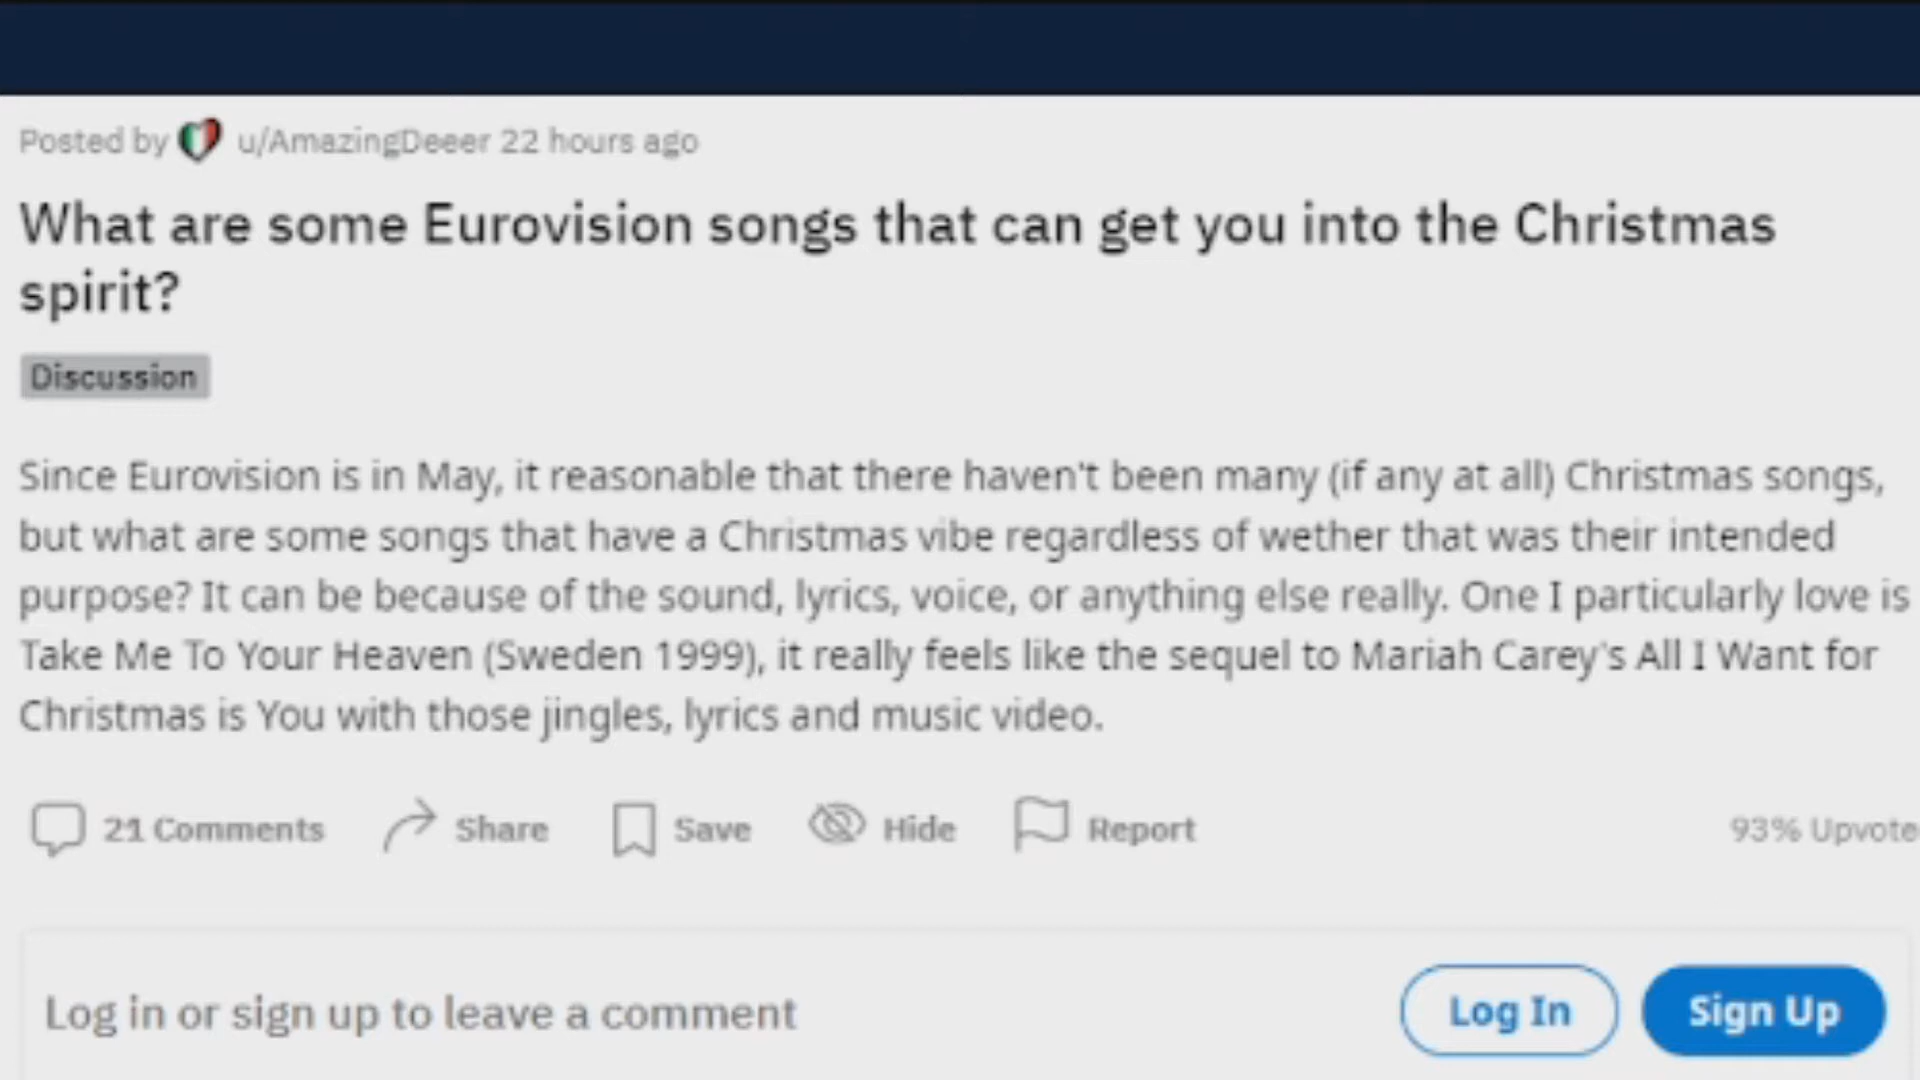 Posted by u/AmazingDeeer 22 hours ago
What are some Eurovision songs that can get you into the Christmas
spirit?
Discussion
Since Eurovision is in May, it reasonable that there haven't been many (if any at all) Christmas songs,
but what are some songs that have a Christmas vibe regardless of wether that was their intended
purpose? It can be because of the sound, lyrics, voice, or anything else really. One I particularly love is
Take Me To Your Heaven (Sweden 1999), it really feels like the sequel to Mariah Carey's All I Want for
Christmas is You with those jingles, lyrics and music video.
21 Comments Share Save Hide Report 93% Upvote
Log in or sign up to leave a comment Log In Sign Up